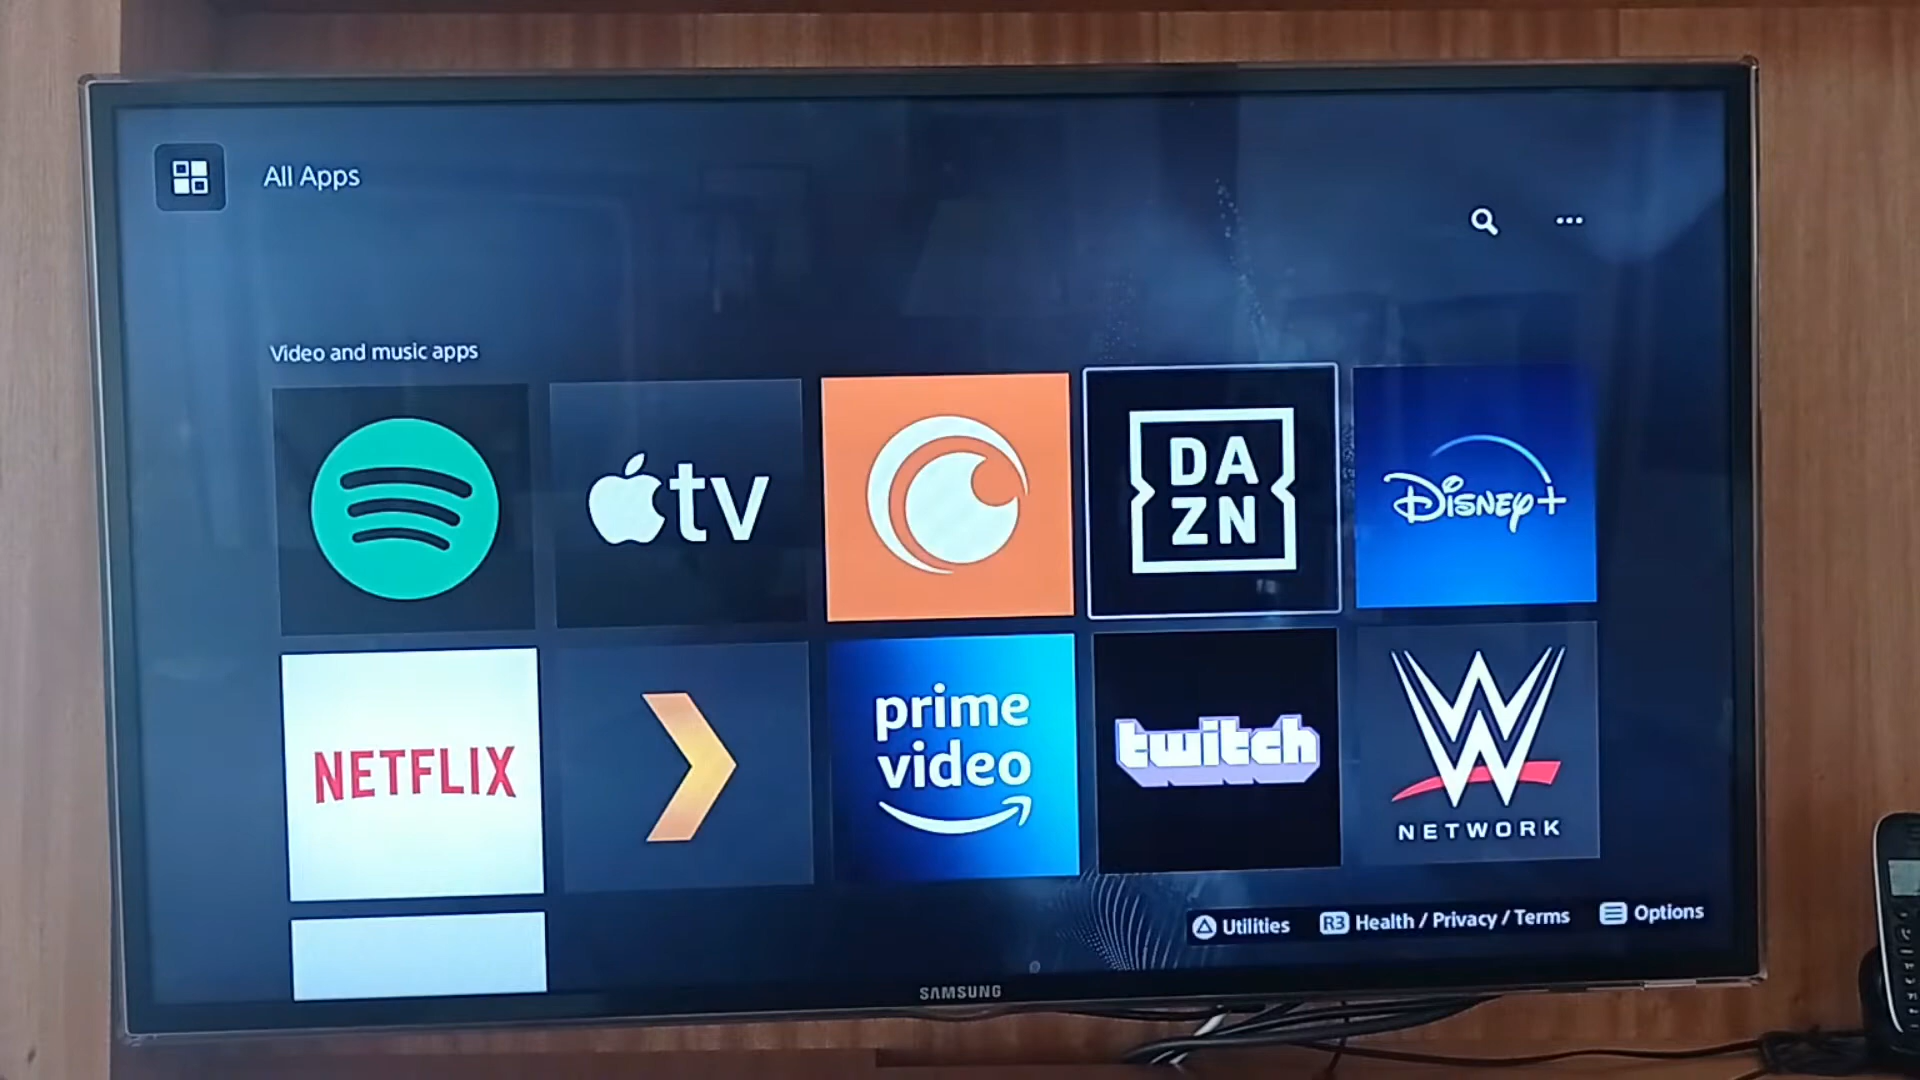 All Apps
Video and music apps
tv
DA
ZN
Disney+
NETFLIX
prime
video
twitch
W
NETWORK
Utilities
R3 Health / Privacy / Terms
Options
SAMSUNG